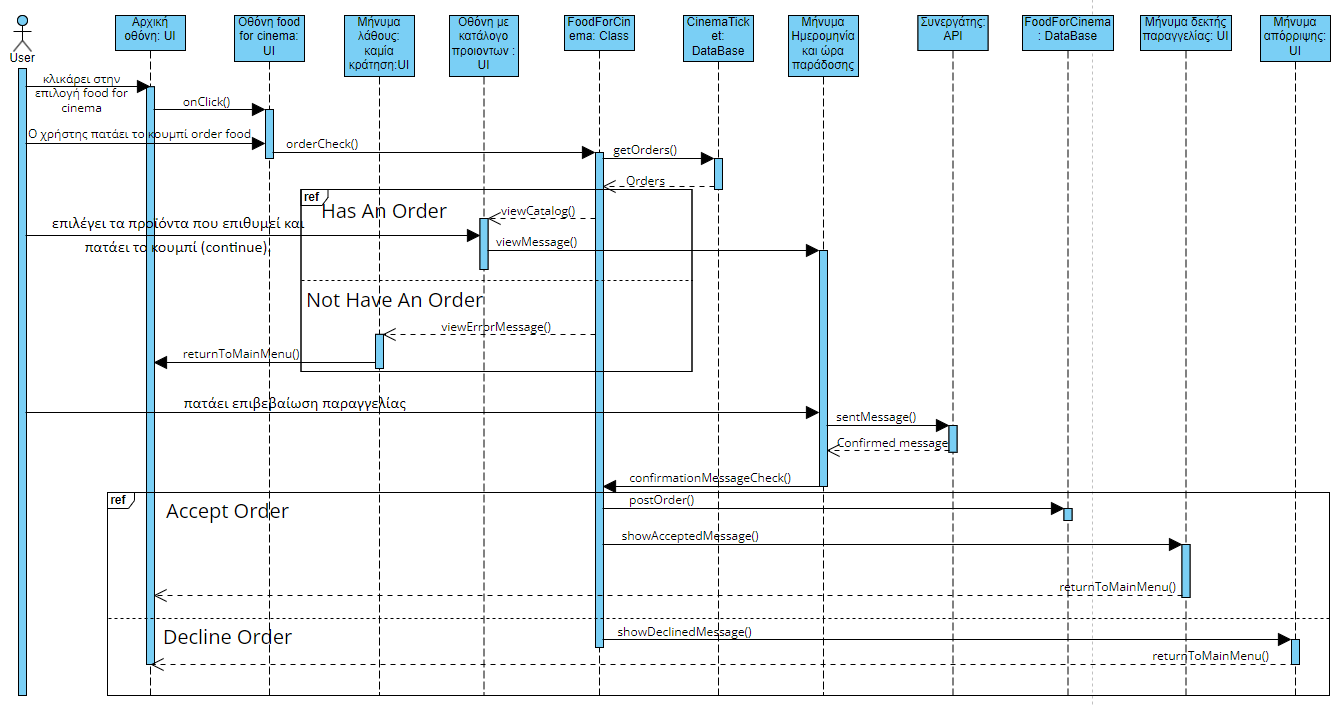 User
Αρχική
οθόνη: UI
Οθόνη food
for cinema:
UI
Μήνυμα
λάθους:
καμία
κράτηση:UI
Οθόνη με
κατάλογο
προιοντων :
UI
FoodForCin
ema: Class
CinemaTick
et:
DataBase
Μήνυμα
Ημερομηνία
και ώρα
παράδοσης
Συνεργάτης:
API
FoodForCinema
: DataBase
Μήνυμα δεκτής
παραγγελίας: UI
Μήνυμα
απόρριψης:
UI
κλικάρει στην
επιλογή food for
cinema
onClick()
Ο χρήστης πατάει το κουμπί order food
orderCheck()
getOrders()
Orders
ref
Has An Order
viewCatalog()
επιλέγει τα προϊόντα που επιθυμεί και
πατάει το κουμπί (continue)
viewMessage()
Not Have An Order
viewErrorMessage()
returnToMainMenu()
πατάει επιβεβαίωση παραγγελίας
sentMessage()
Confirmed message
confirmationMessageCheck()
ref
Accept Order
postOrder()
showAcceptedMessage()
returnToMainMenu()
Decline Order
showDeclinedMessage()
returnToMainMenu()